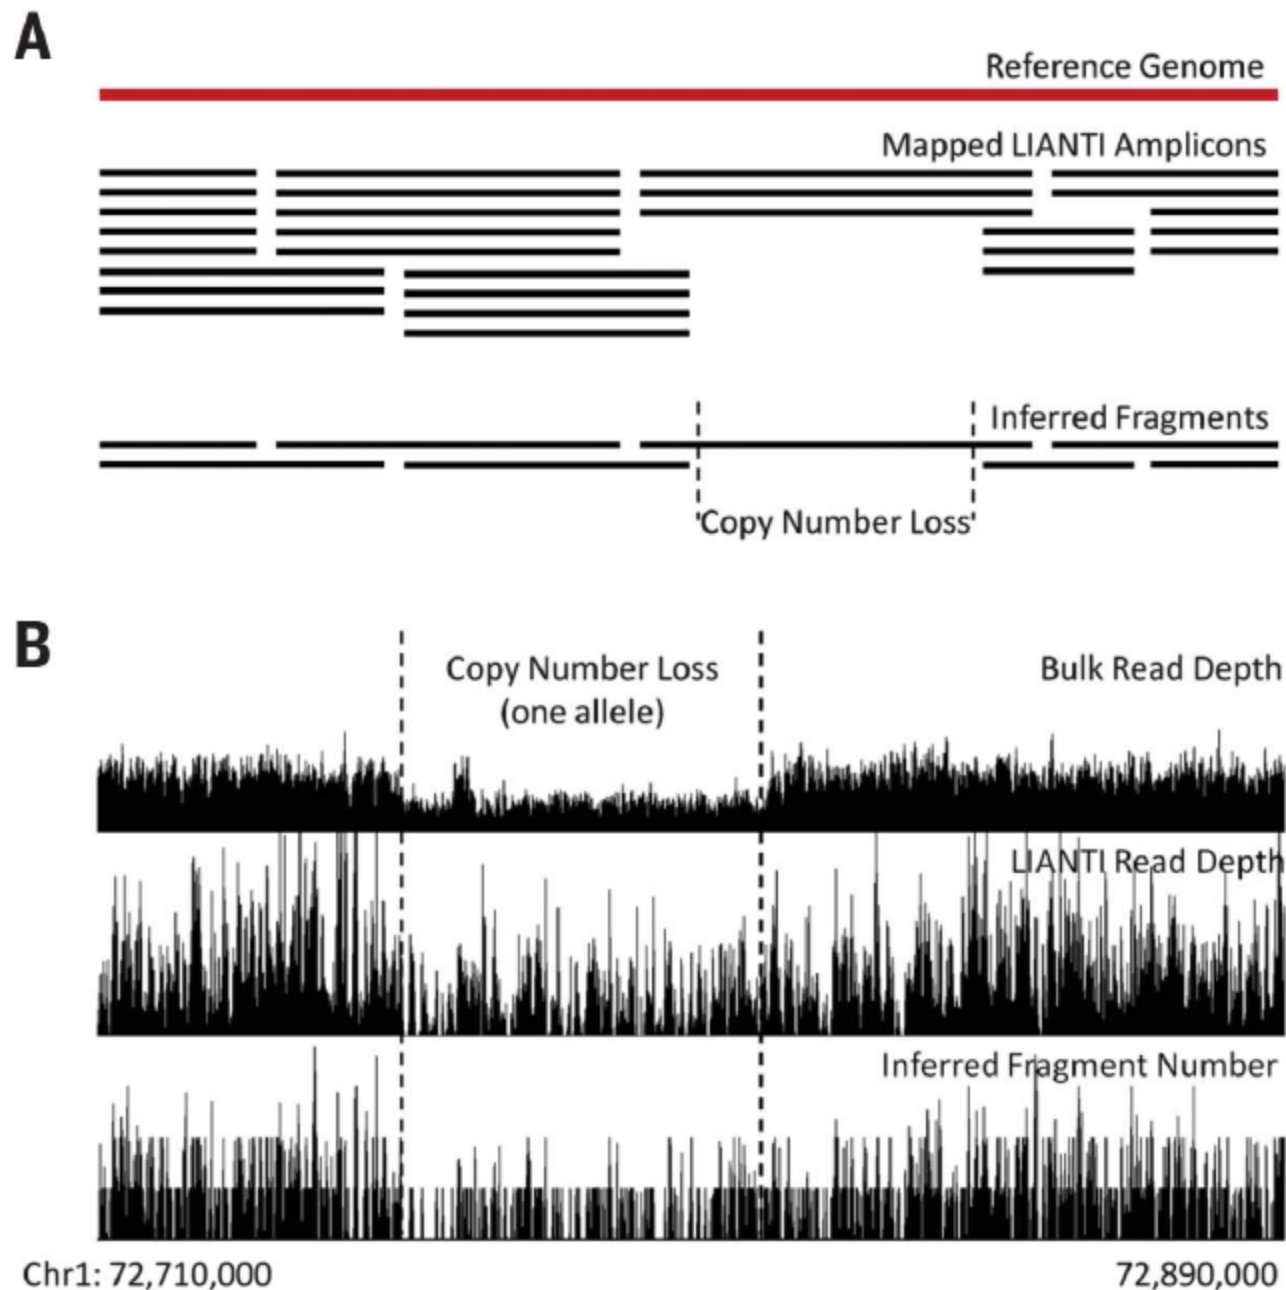 A
Reference Genome
Mapped LIANTI Amplicons
Inferred Fragments
Copy Number Loss
B
Copy Number Loss
(one allele)
Bulk Read Depth
LIANTI Read Depth
Inferred Fragment Number
Chr1: 72,710,000
72,890,000